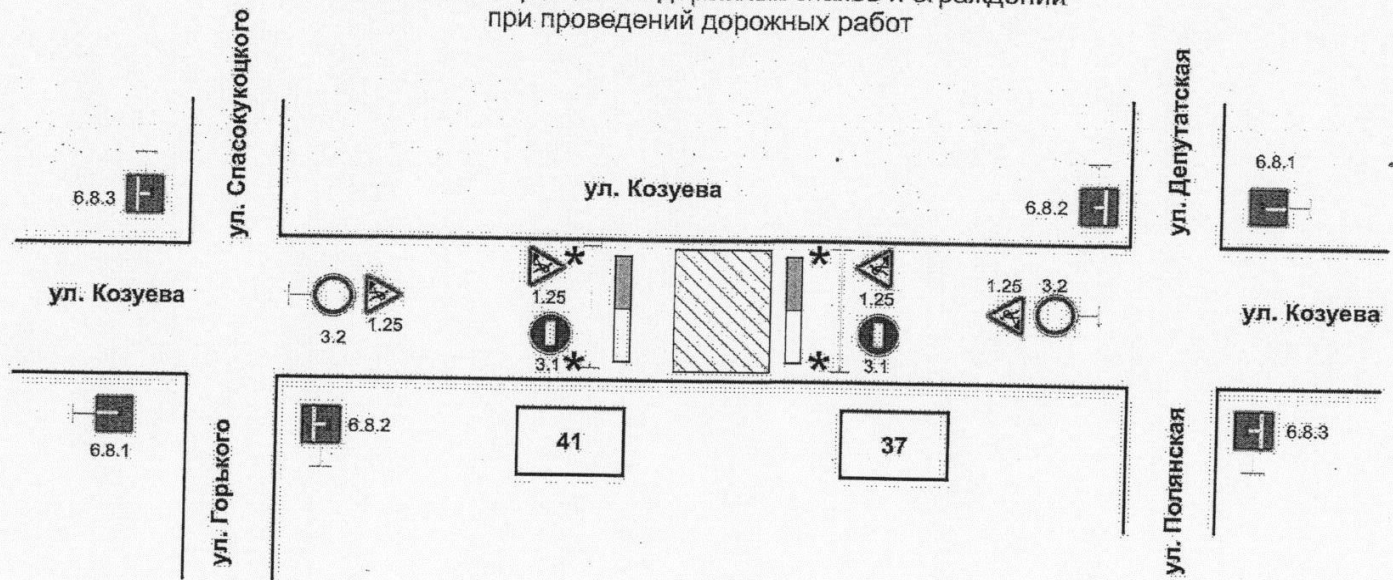 при проведений дорожных работ
ул. Спасокукоцкого
ул. Депутатская
6.8.3
ул. Козуева
6.8.2
6.8.1
ул. Козуева
3.2
1.25
1.25
3.1
1.25
3.1
1.25 3.2
ул. Козуева
6.8.1
ул. Горького
6.8.2
41
37
ул. Полянская
6.8.3